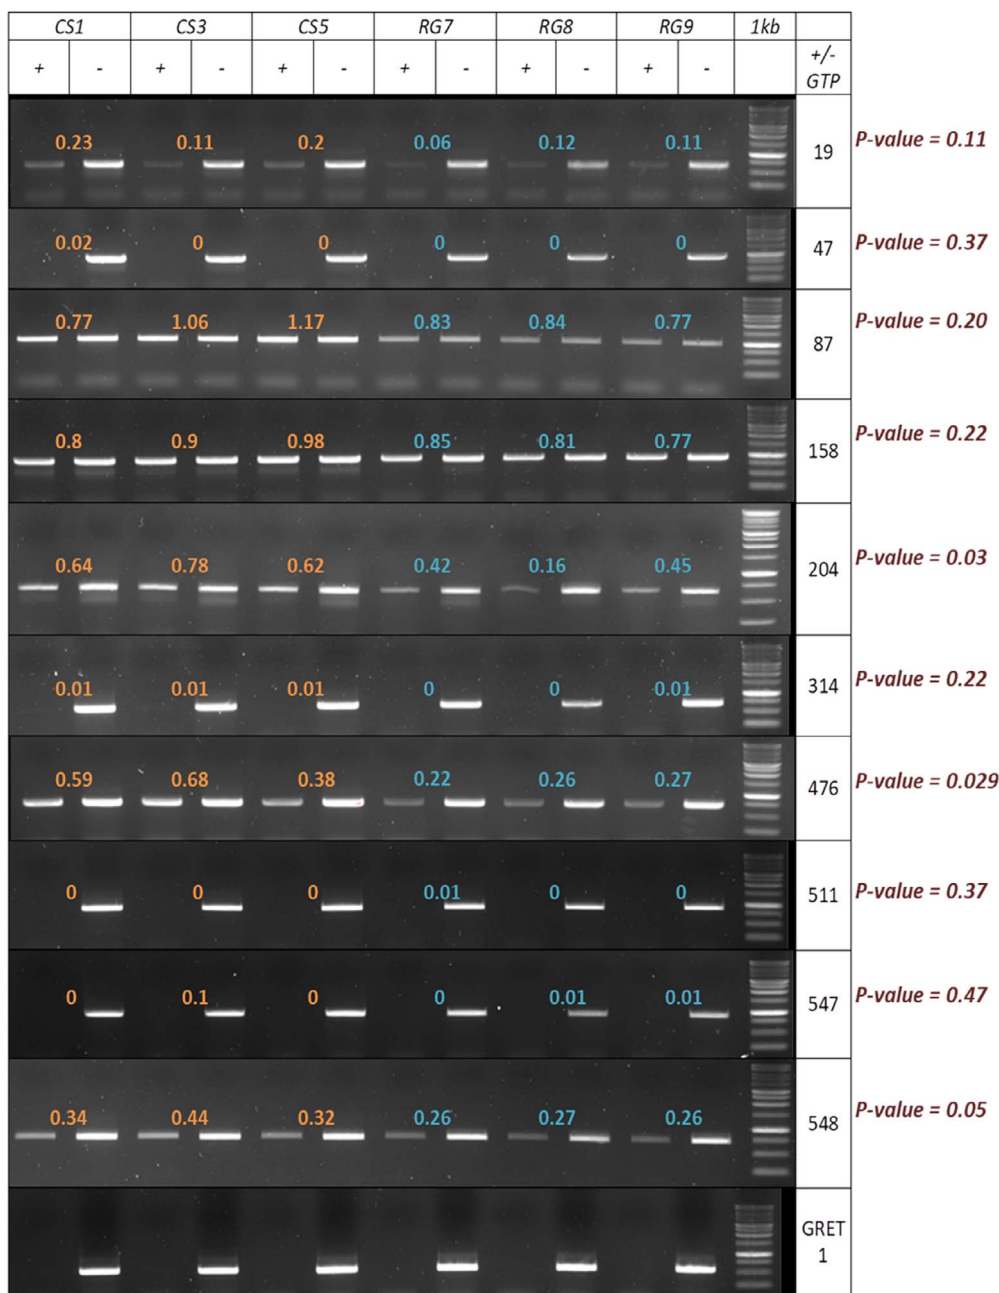 CS1 CS3 CS5 RG7 RG8 RG9 1kb
+ - + - + - + - + - + - +/- GTP
0.23 0.11 0.2 0.06 0.12 0.11 19 P-value = 0.11
0.02 0 0 0 0 0 47 P-value = 0.37
0.77 1.06 1.17 0.83 0.84 0.77 87 P-value = 0.20
0.8 0.9 0.98 0.85 0.81 0.77 158 P-value = 0.22
0.64 0.78 0.62 0.42 0.16 0.45 204 P-value = 0.03
0.01 0.01 0.01 0 0 0.01 314 P-value = 0.22
0.59 0.68 0.38 0.22 0.26 0.27 476 P-value = 0.029
0 0 0 0.01 0 0 511 P-value = 0.37
0 0.1 0 0 0.01 0.01 547 P-value = 0.47
0.34 0.44 0.32 0.26 0.27 0.26 548 P-value = 0.05
GRET
1